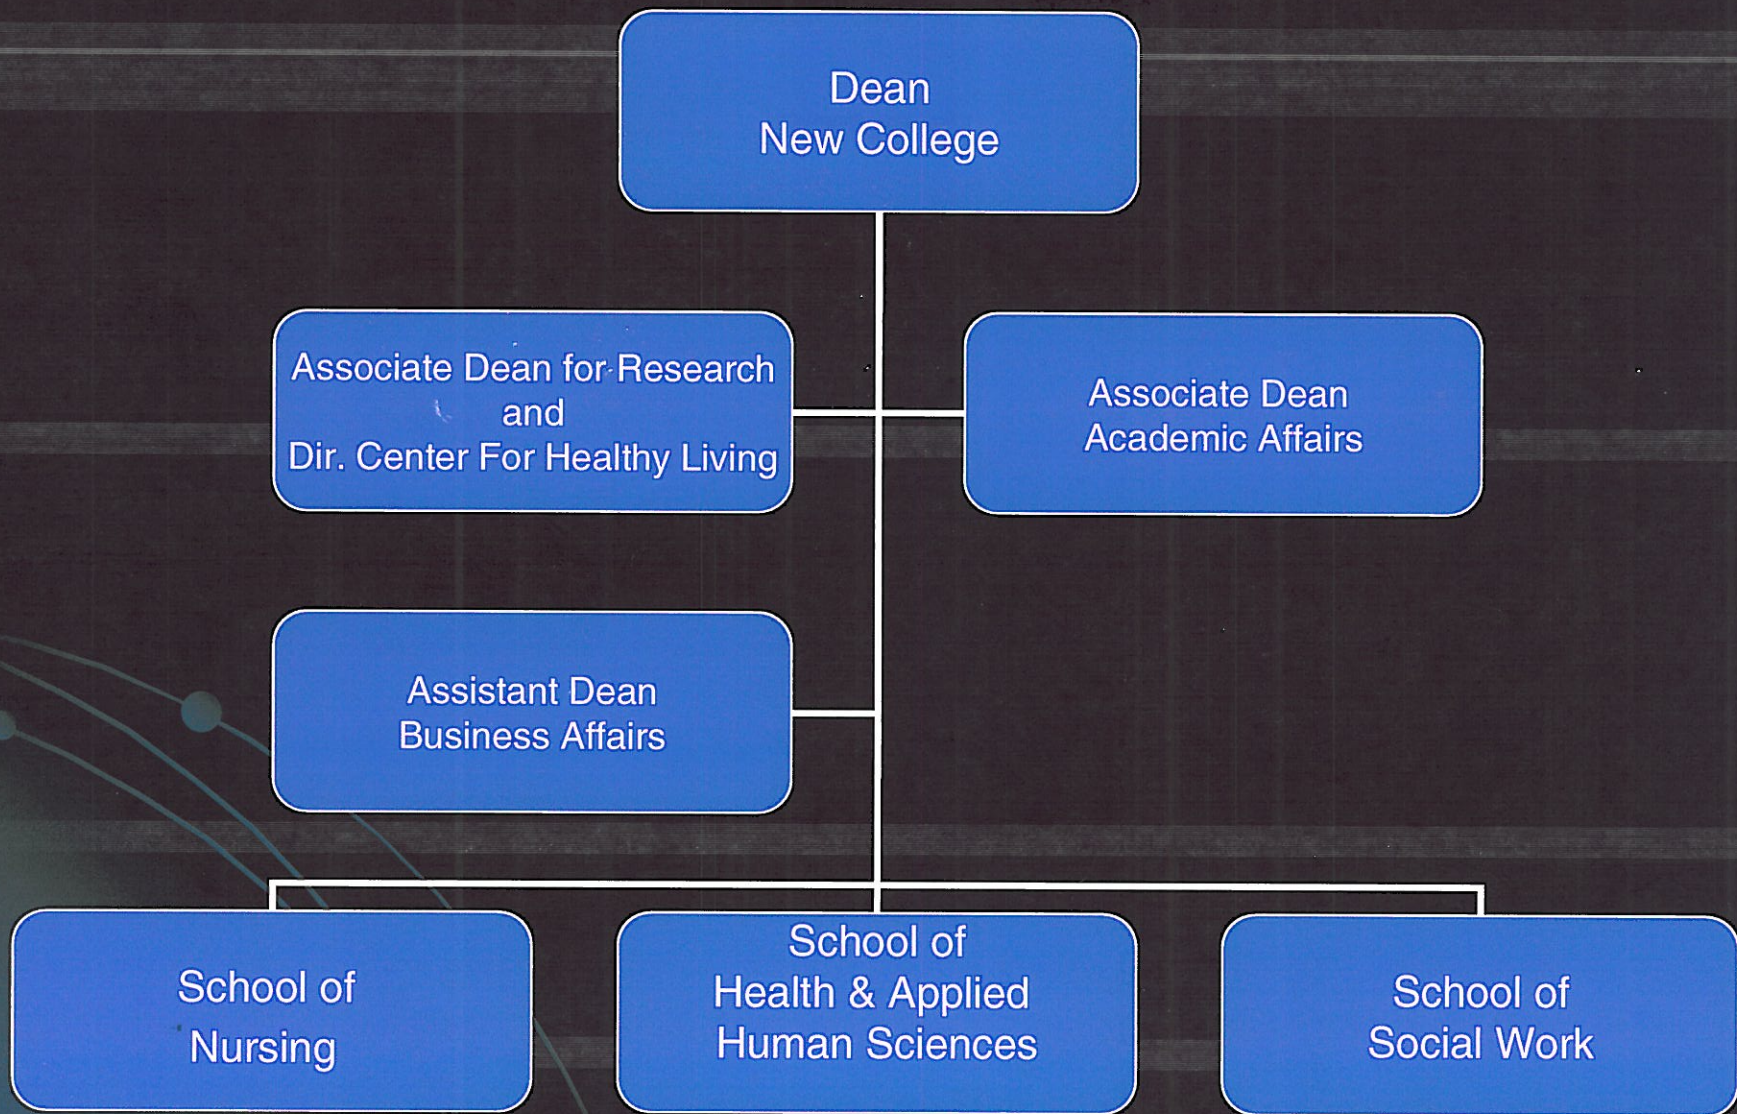 Dean
New College
Associate Dean for Research
and
Dir. Center For Healthy Living
Associate Dean
Academic Affairs
Assistant Dean
Business Affairs
School of
Nursing
School of
Health & Applied
Human Sciences
School of
Social Work